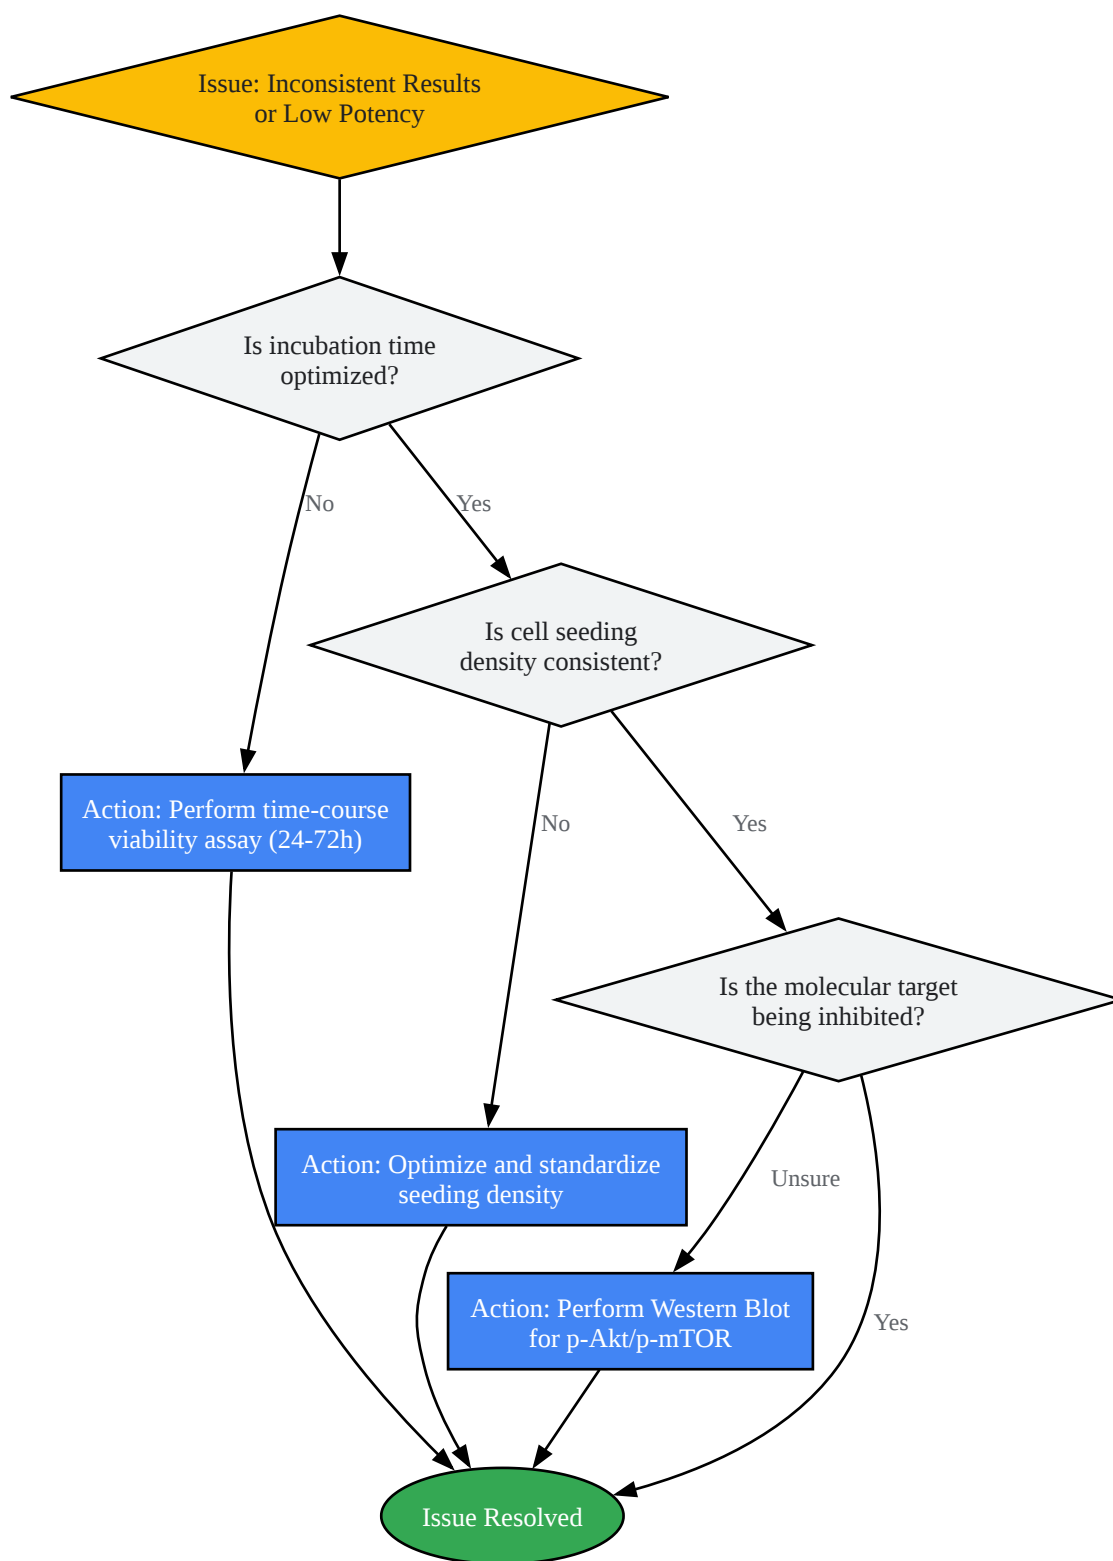 Issue: Inconsistent Results
or Low Potency
Is incubation time
optimized?
No
Yes
Is cell seeding
density consistent?
Action: Perform time-course
viability assay (24-72h)
No
Yes
Is the molecular target
being inhibited?
Action: Optimize and standardize
seeding density
Unsure
Action: Perform Western Blot
for p-Akt/p-mTOR
Yes
Issue Resolved